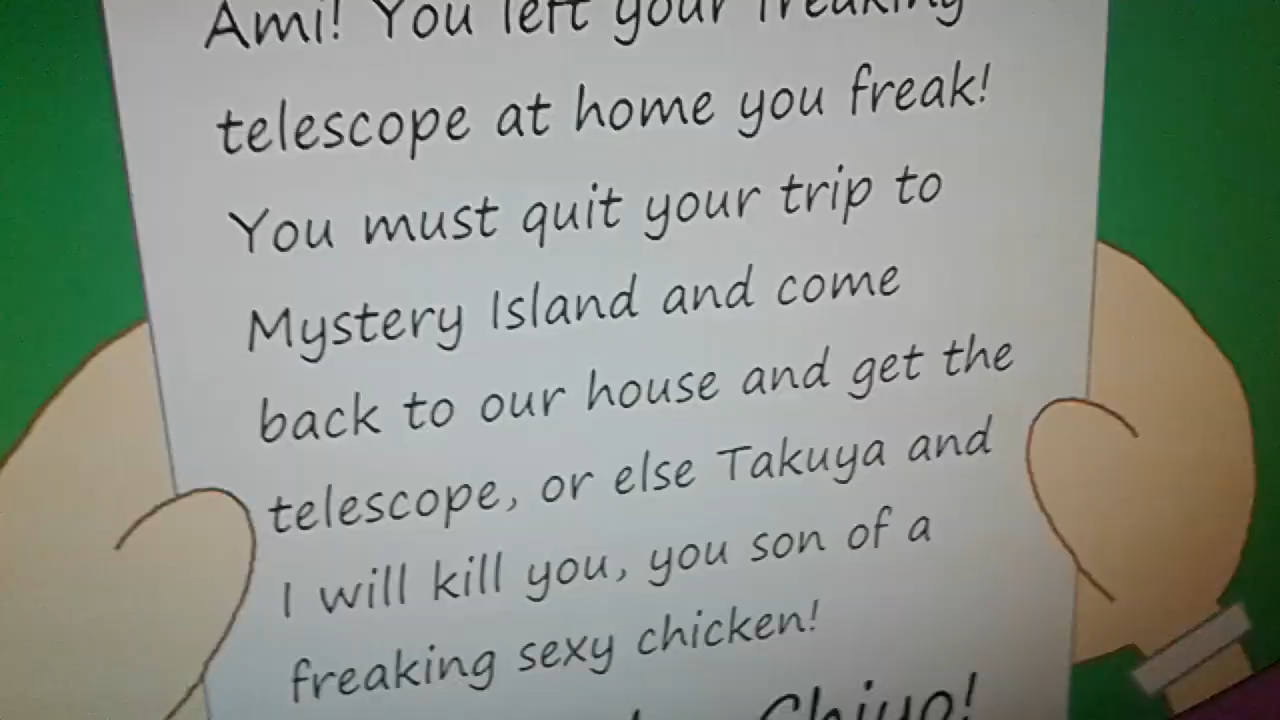 Ami! You left your freaking
telescope at home you freak!
You must quit your trip to
Mystery Island and come
back to our house and get the
telescope, or else Takuya and
I will kill you, you son of a
freaking sexy chicken!
Chiyo!